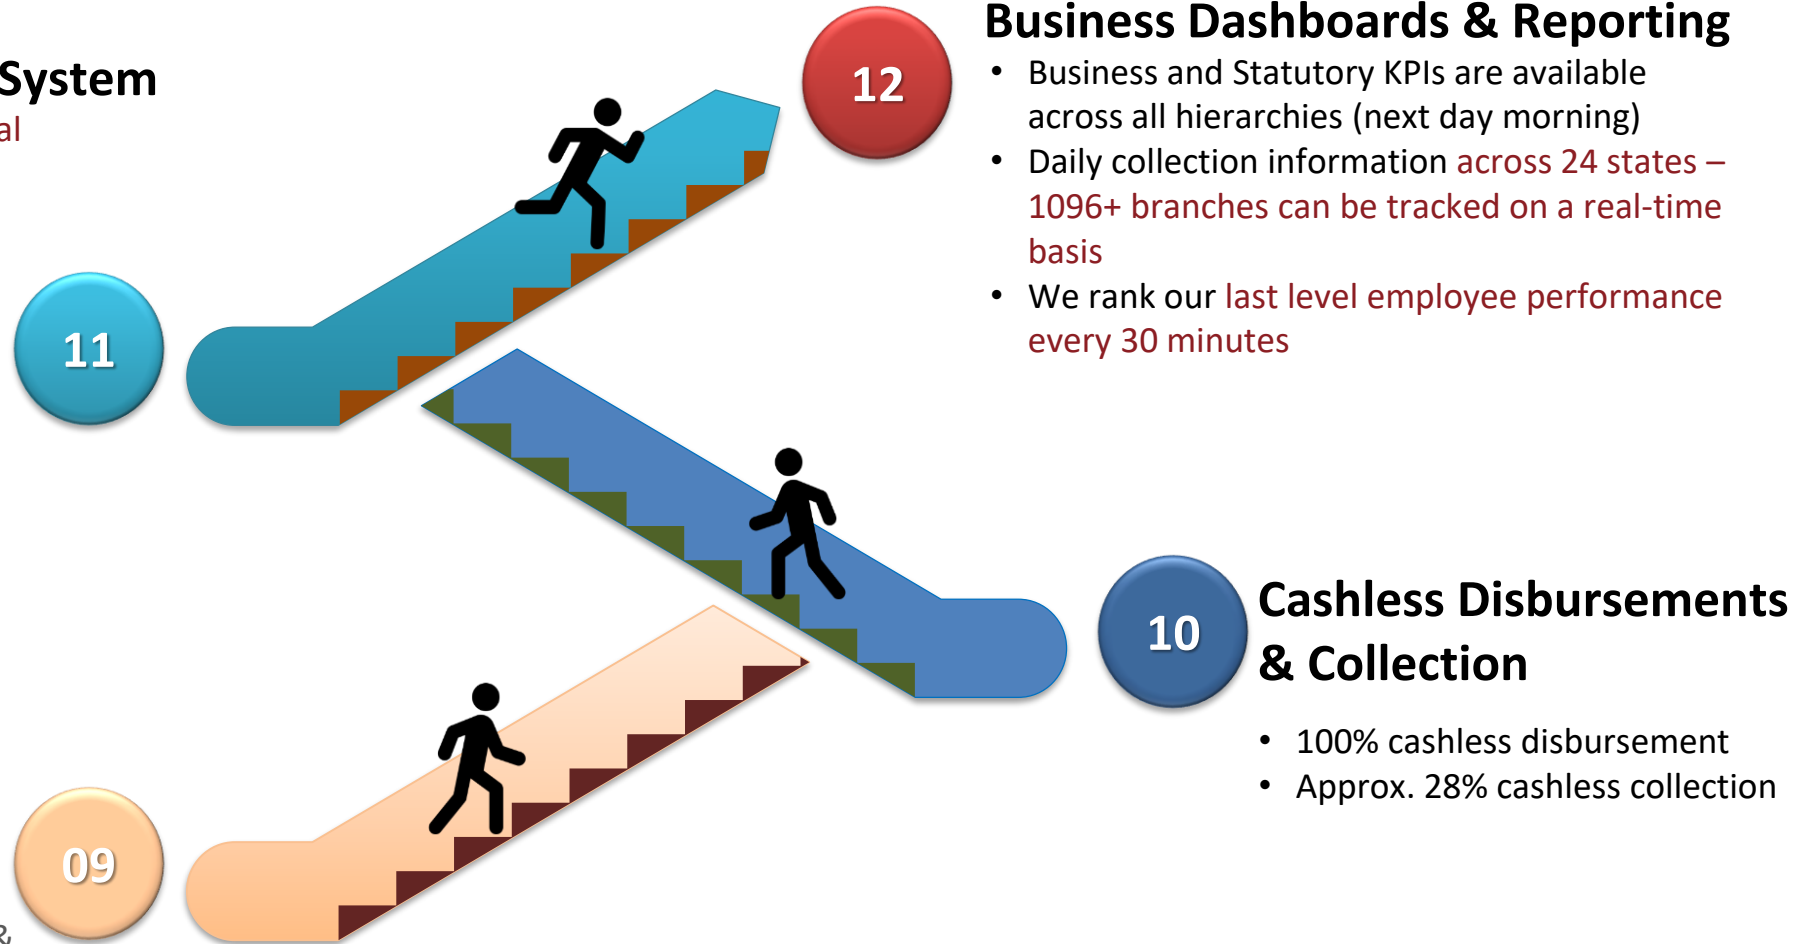 Business Dashboards & Reporting
12
• Business and Statutory KPIs are available
across all hierarchies (next day morning)
• Daily collection information across 24 states –
1096+ branches can be tracked on a real-time
basis
• We rank our last level employee performance
every 30 minutes
System
al
11
10
Cashless Disbursements
& Collection
• 100% cashless disbursement
• Approx. 28% cashless collection
09
&